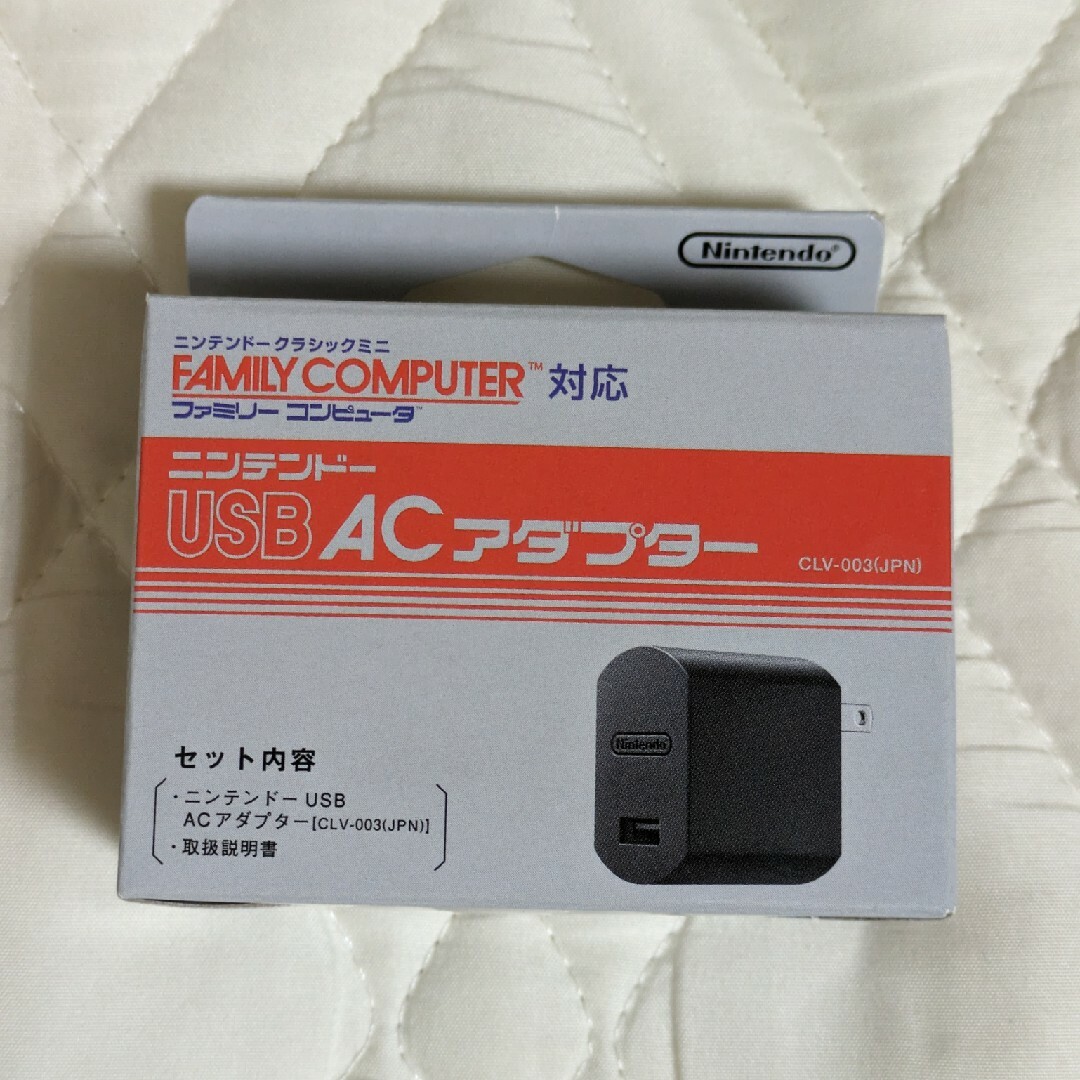 Nintendo®
ニンテンドークラシックミニ
FAMILY COMPUTER™ 対応
ファミリー コンピュータ™
ニンテンドー
USB ACアダプター
CLV-003(JPN)
Nintendo
セット内容
・ニンテンドー USB
ACアダプター[CLV-003(JPN)]
・取扱説明書